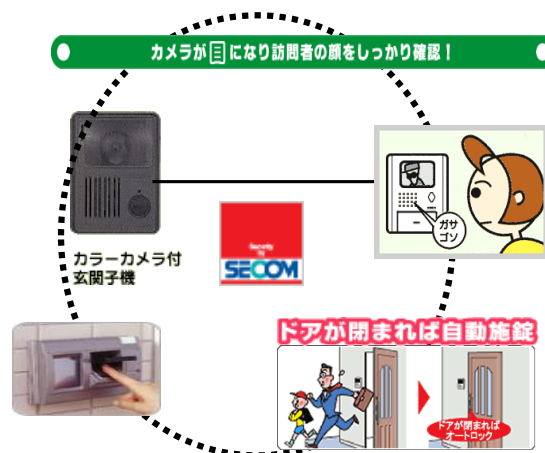 カメラが目になり訪問者の顔をしっかり確認！
カラーカメラ付
玄関子機
Security
by
SECOM
ガサ
ゴソ
ドアが閉まれば自動施錠
ドアが閉まれば
オートロック